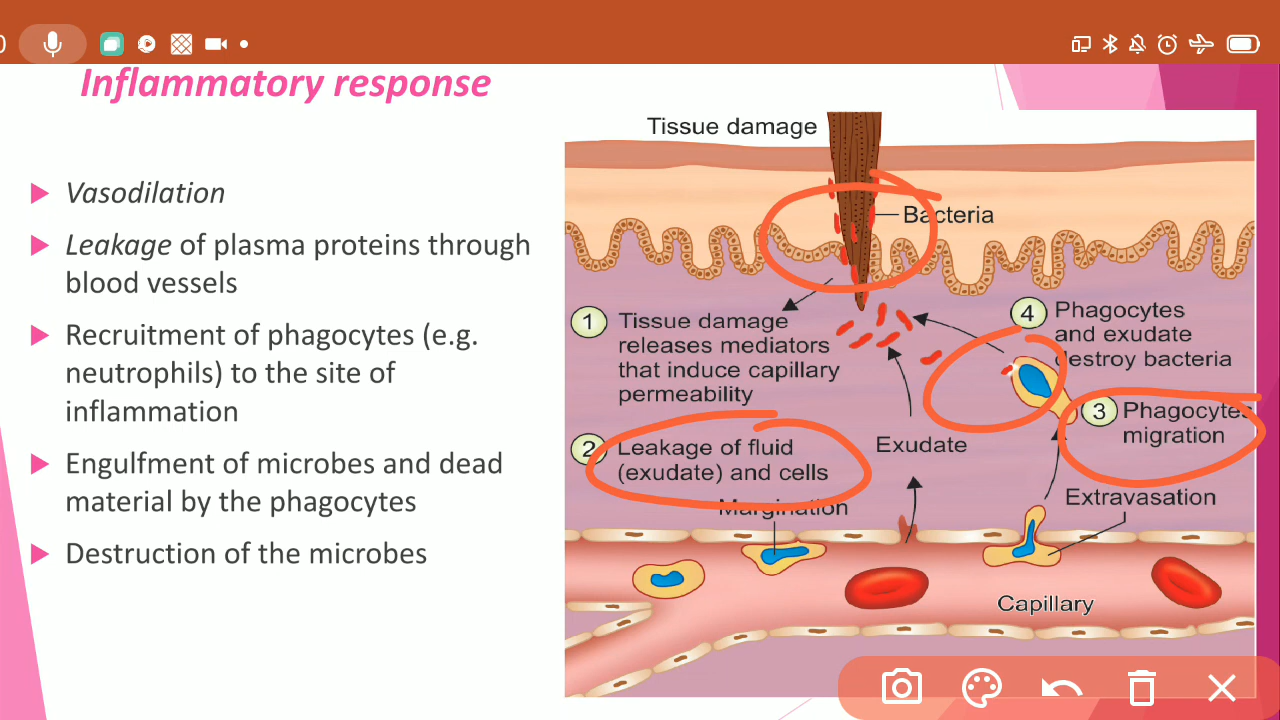 Inflammatory response
Vasodilation
Leakage of plasma proteins through
blood vessels
Recruitment of phagocytes (e.g.
neutrophils) to the site of
inflammation
Engulfment of microbes and dead
material by the phagocytes
Destruction of the microbes
Tissue damage
Bacteria
1 Tissue damage
releases mediators
that induce capillary
permeability
4 Phagocytes
and exudate
destroy bacteria
3 Phagocytes
migration
2 Leakage of fluid
(exudate) and cells
Exudate
Margination
Extravasation
Capillary